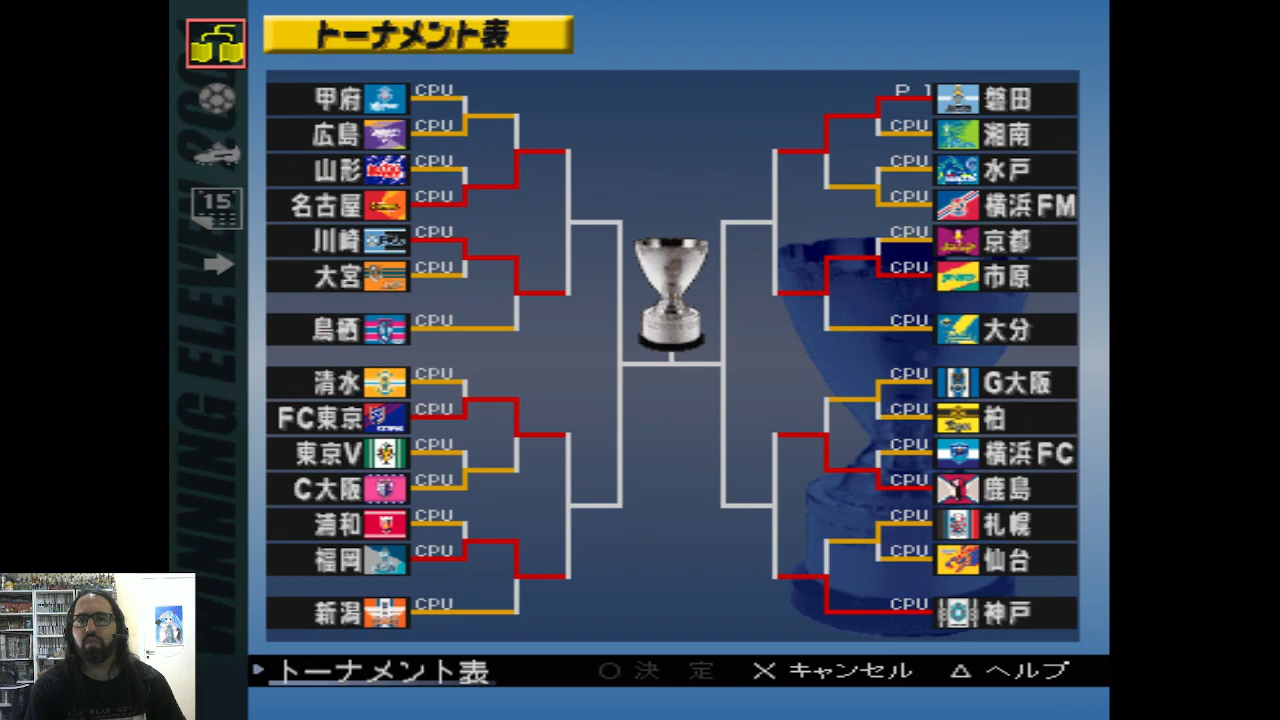 トーナメント表
甲府 CPU
広島 CPU
山形 CPU
名古屋 CPU
川崎 CPU
大宮 CPU
鳥栖 CPU
清水 CPU
FC東京 CPU
東京V CPU
C大阪 CPU
浦和 CPU
福岡 CPU
新潟 CPU
P 1 磐田
CPU 湘南
CPU 水戸
CPU 横浜FM
CPU 京都
CPU 市原
CPU 大分
CPU G大阪
CPU 柏
CPU 横浜FC
CPU 鹿島
CPU 札幌
CPU 仙台
CPU 神戸
15
WINNING ELEVEN
トーナメント表 ○ 決 定 × キャンセル △ ヘルプ